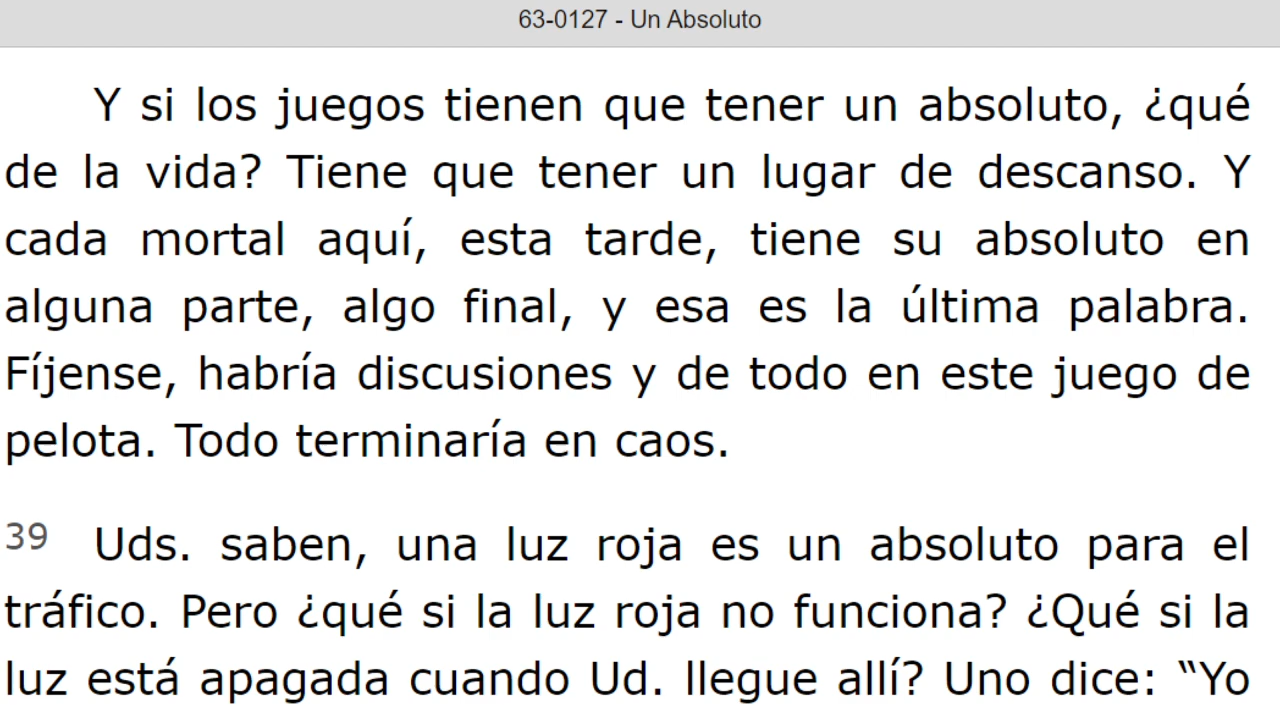 63-0127 - Un Absoluto
Y si los juegos tienen que tener un absoluto, ¿qué
de la vida? Tiene que tener un lugar de descanso. Y
cada mortal aquí, esta tarde, tiene su absoluto en
alguna parte, algo final, y esa es la última palabra.
Fíjense, habría discusiones y de todo en este juego de
pelota. Todo terminaría en caos.
39 Uds. saben, una luz roja es un absoluto para el
tráfico. Pero ¿qué si la luz roja no funciona? ¿Qué si la
luz está apagada cuando Ud. llegue allí? Uno dice: “Yo